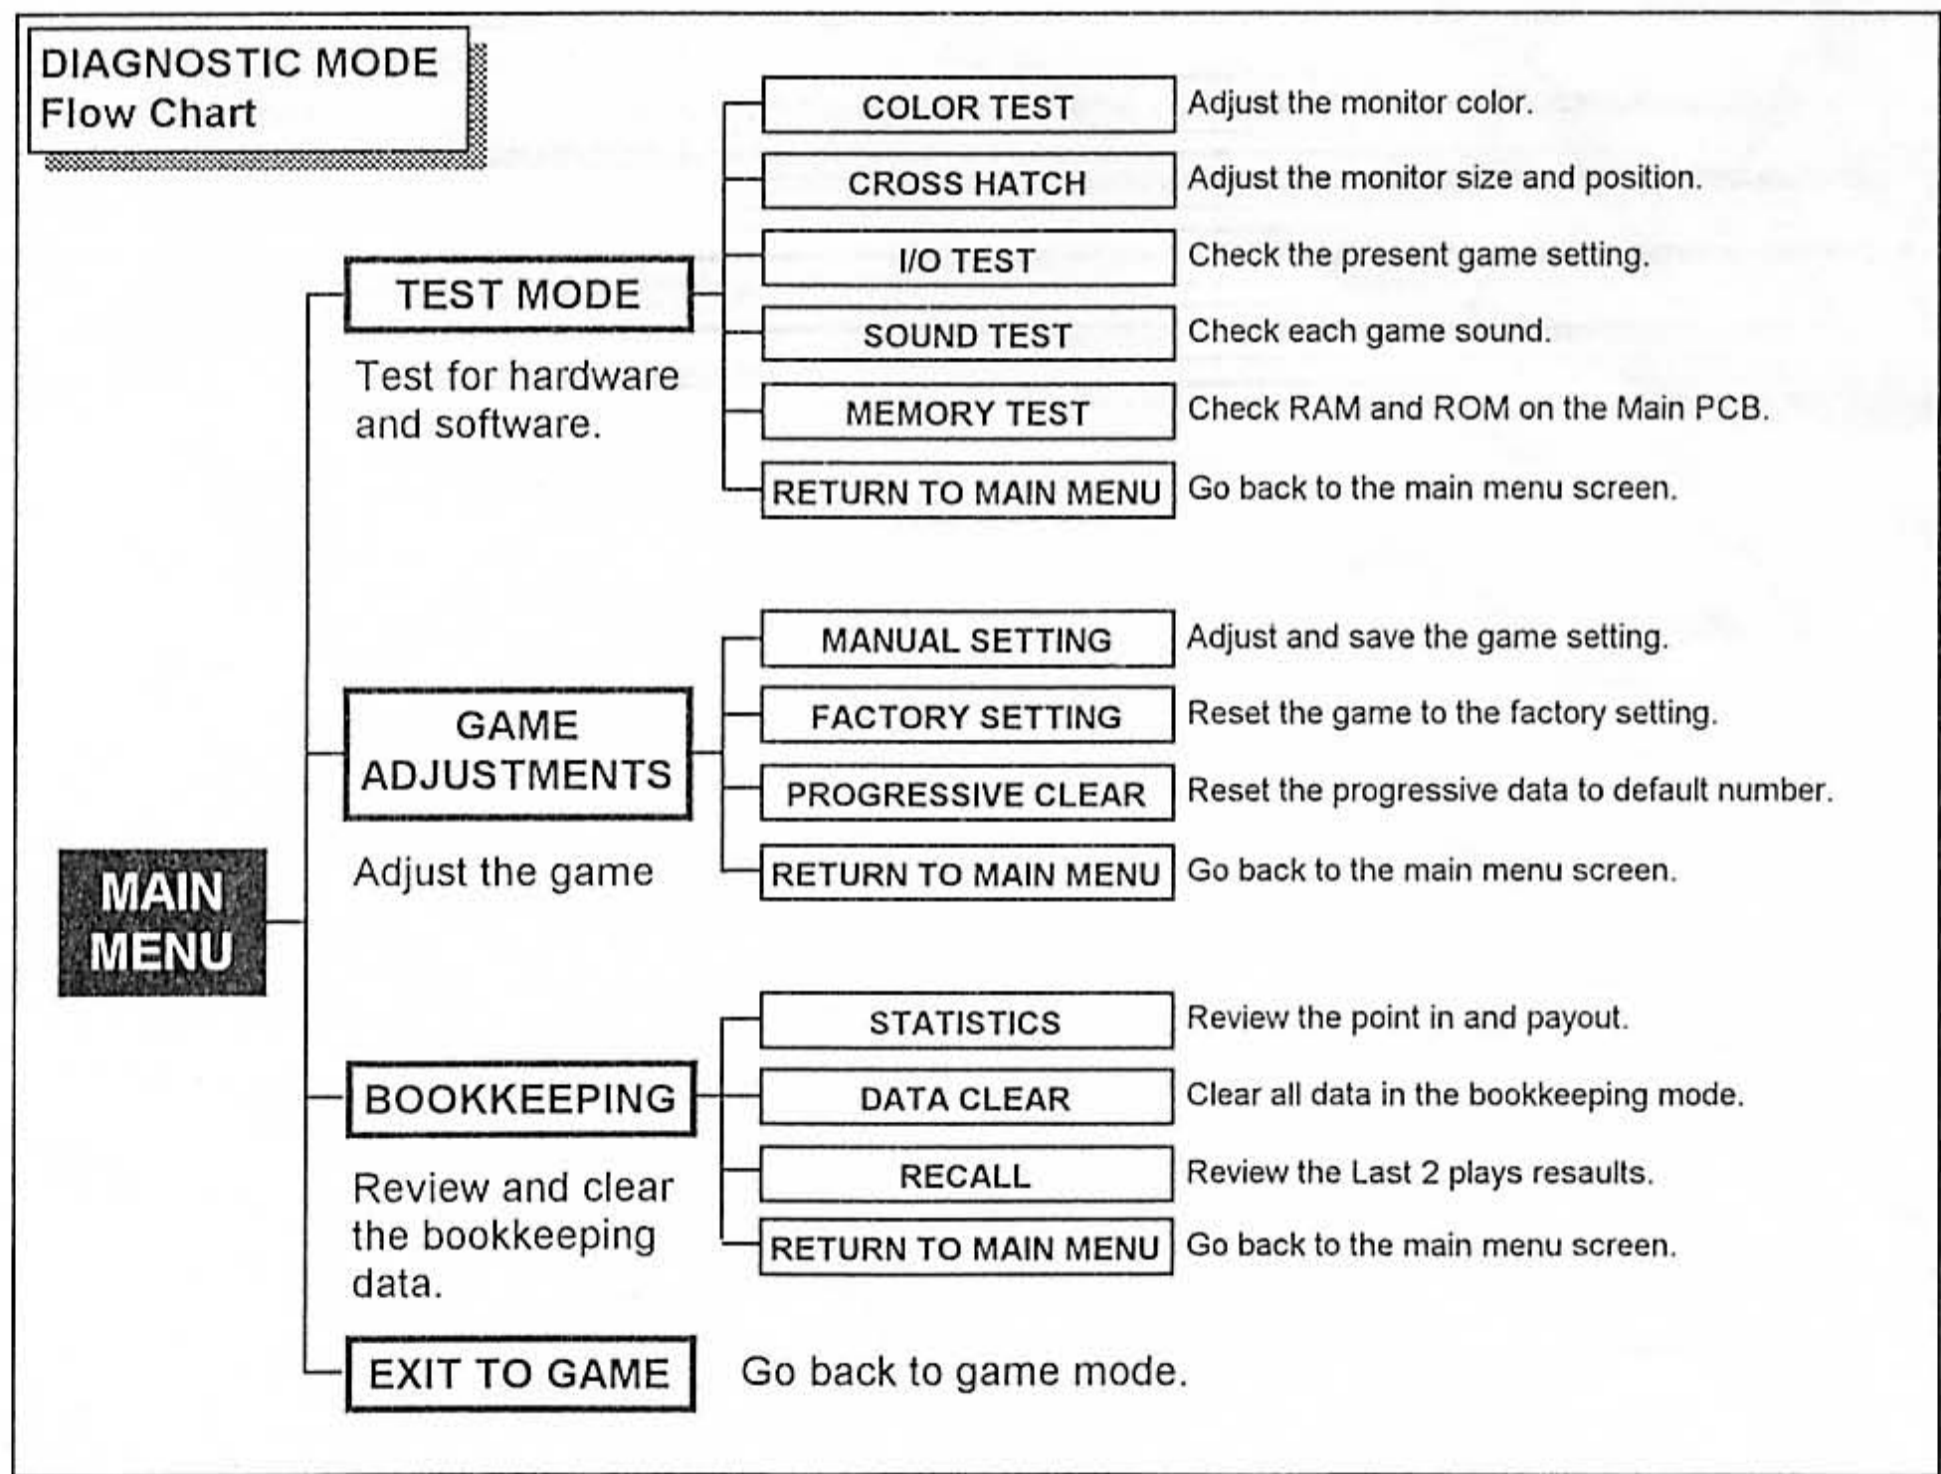 DIAGNOSTIC MODE
Flow Chart
MAIN
MENU
TEST MODE
Test for hardware
and software.
COLOR TEST Adjust the monitor color.
CROSS HATCH Adjust the monitor size and position.
I/O TEST Check the present game setting.
SOUND TEST Check each game sound.
MEMORY TEST Check RAM and ROM on the Main PCB.
RETURN TO MAIN MENU Go back to the main menu screen.
GAME
ADJUSTMENTS
Adjust the game
MANUAL SETTING Adjust and save the game setting.
FACTORY SETTING Reset the game to the factory setting.
PROGRESSIVE CLEAR Reset the progressive data to default number.
RETURN TO MAIN MENU Go back to the main menu screen.
BOOKKEEPING
Review and clear
the bookkeeping
data.
STATISTICS Review the point in and payout.
DATA CLEAR Clear all data in the bookkeeping mode.
RECALL Review the Last 2 plays resaults.
RETURN TO MAIN MENU Go back to the main menu screen.
EXIT TO GAME Go back to game mode.